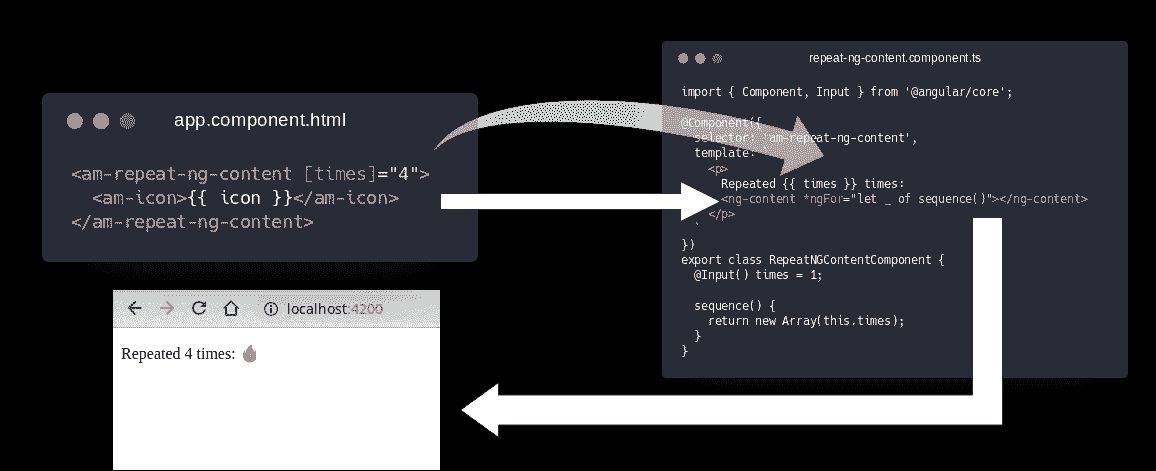 app.component.html
<am-repeat-ng-content [times]="4">
<am-icon>{{ icon }}</am-icon>
</am-repeat-ng-content>
repeat-ng-content.component.ts
import { Component, Input } from '@angular/core';
@Component({
selector: 'am-repeat-ng-content',
template: `
<p>
Repeated {{ times }} times:
<ng-content *ngFor="let _ of sequence()"></ng-content>
</p>
`
})
export class RepeatNGContentComponent {
@Input() times = 1;
sequence() {
return new Array(this.times);
}
}
localhost:4200
Repeated 4 times: